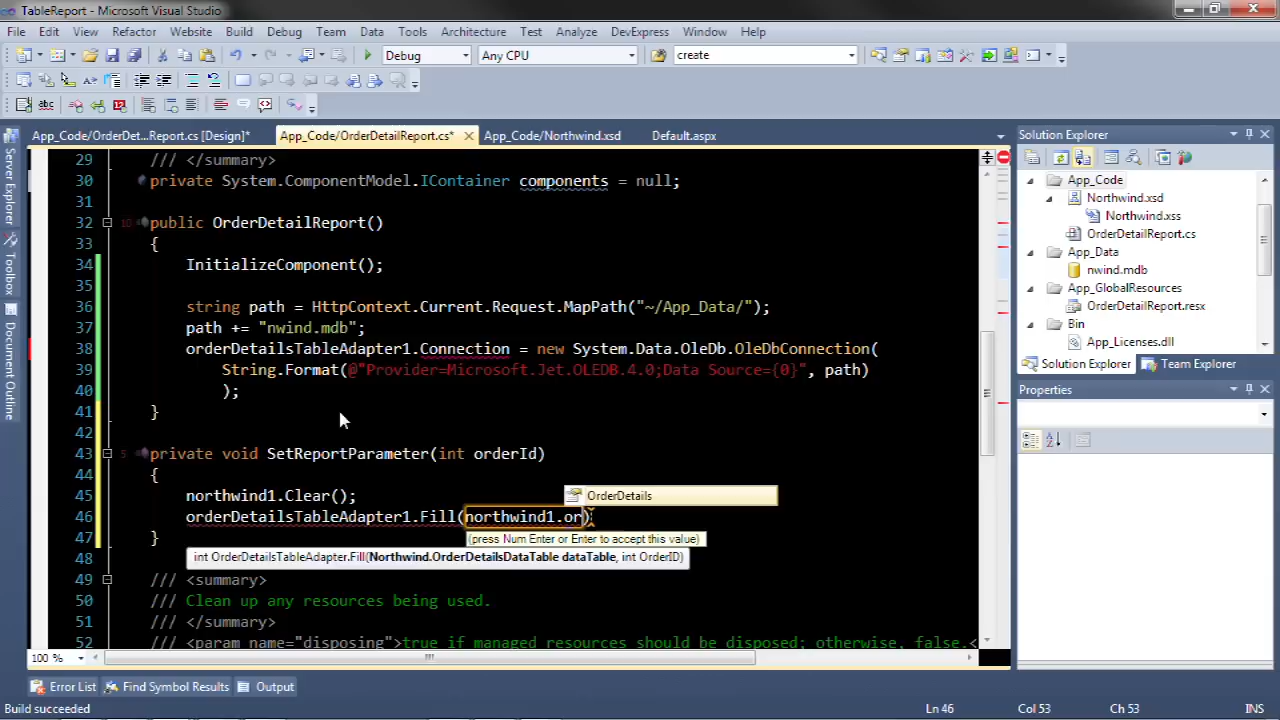 TableReport - Microsoft Visual Studio
File Edit View Refactor Website Build Debug Team Data Tools Architecture Test Analyze DevExpress Window Help
Debug Any CPU create
App_Code/OrderDet...Report.cs [Design]* App_Code/OrderDetailReport.cs* App_Code/Northwind.xsd Default.aspx
Server Explorer
Toolbox
Document Outline
29 /// </summary>
30 private System.ComponentModel.IContainer components = null;
31
32 public OrderDetailReport()
33 {
34 InitializeComponent();
35
36 string path = HttpContext.Current.Request.MapPath("~/App_Data/");
37 path += "nwind.mdb";
38 orderDetailsTableAdapter1.Connection = new System.Data.OleDb.OleDbConnection(
39 String.Format(@"Provider=Microsoft.Jet.OLEDB.4.0;Data Source={0}", path)
40 );
41 }
42
43 private void SetReportParameter(int orderId)
44 {
45 northwind1.Clear();
OrderDetails
46 orderDetailsTableAdapter1.Fill(northwind1.or)
(press Num Enter or Enter to accept this value)
47 }
int OrderDetailsTableAdapter.Fill(Northwind.OrderDetailsDataTable dataTable, int OrderID)
48
49 /// <summary>
50 /// Clean up any resources being used.
51 /// </summary>
52 /// <param name="disposing">true if managed resources should be disposed; otherwise, false.<
100 %
Solution Explorer
App_Code
Northwind.xsd
Northwind.xss
OrderDetailReport.cs
App_Data
nwind.mdb
App_GlobalResources
OrderDetailReport.resx
Bin
App_Licenses.dll
Solution Explorer Team Explorer
Properties
Error List Find Symbol Results Output
Build succeeded Ln 46 Col 53 INS